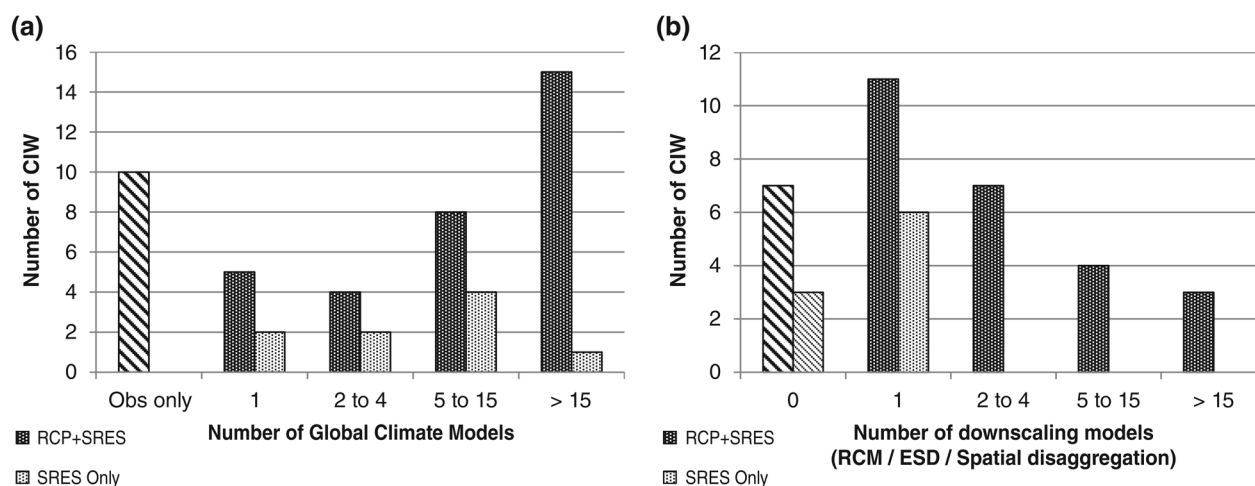 (a)
16
14
12
10
8
6
4
2
0
Number of CIW
Obs only 1 2 to 4 5 to 15 > 15
Number of Global Climate Models
RCP+SRES
SRES Only
(b)
12
10
8
6
4
2
0
Number of CIW
0 1 2 to 4 5 to 15 > 15
Number of downscaling models
(RCM / ESD / Spatial disaggregation)
RCP+SRES
SRES Only